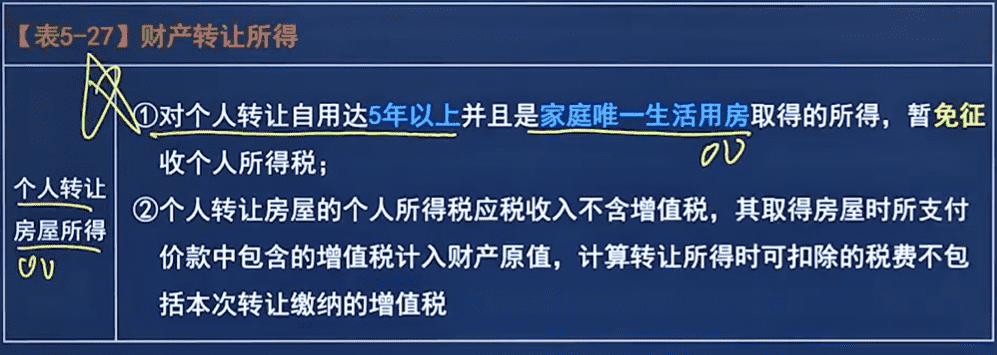 【表5-27】财产转让所得
①对个人转让自用达5年以上并且是家庭唯一生活用房取得的所得，暂免征
收个人所得税；
个人转让
房屋所得
②个人转让房屋的个人所得税应税收入不含增值税，其取得房屋时所支付
价款中包含的增值税计入财产原值，计算转让所得时可扣除的税费不包
括本次转让缴纳的增值税